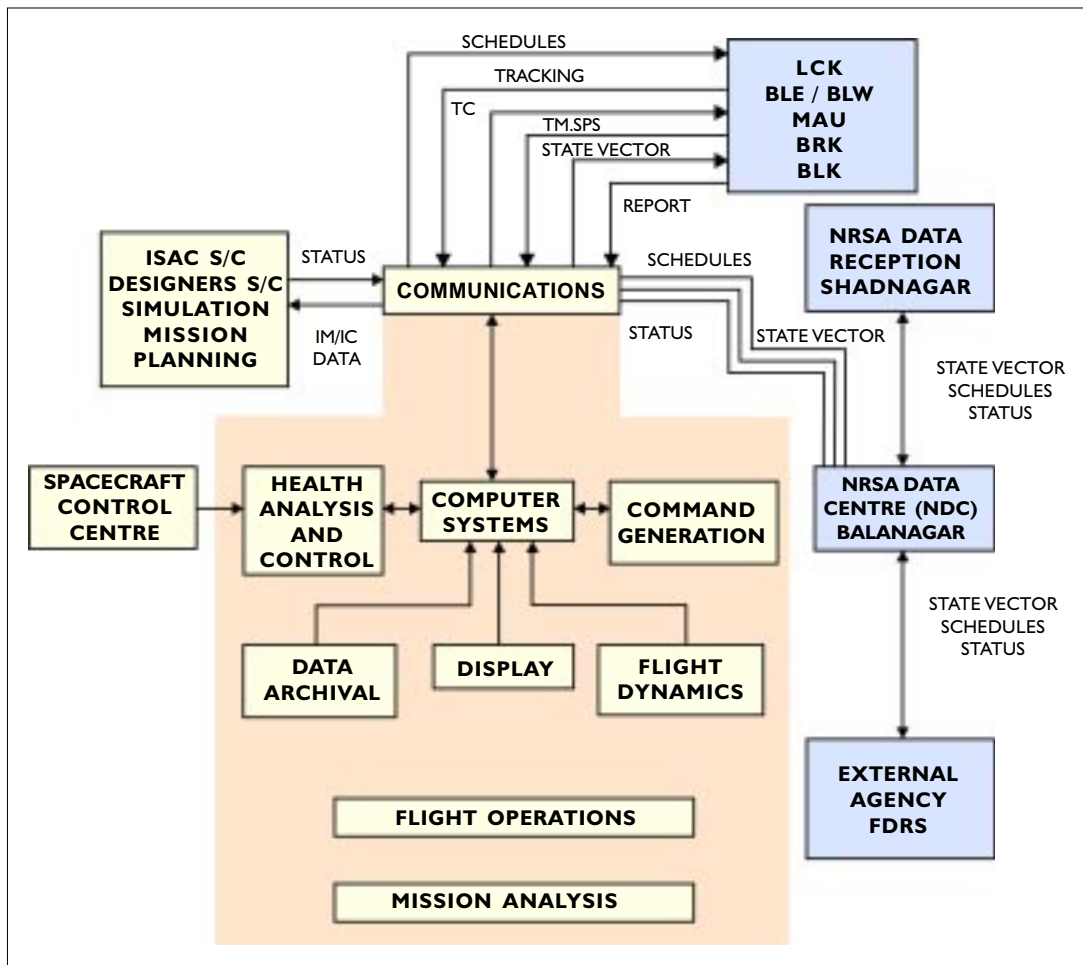 SCHEDULES
TRACKING
TC
TM.SPS
STATE VECTOR
REPORT
LCK
BLE / BLW
MAU
BRK
BLK
ISAC S/C
DESIGNERS S/C
SIMULATION
MISSION
PLANNING
STATUS
IM/IC
DATA
COMMUNICATIONS
SCHEDULES
STATUS
STATE VECTOR
NRSA DATA
RECEPTION
SHADNAGAR
STATE VECTOR
SCHEDULES
STATUS
SPACECRAFT
CONTROL
CENTRE
HEALTH
ANALYSIS
AND
CONTROL
COMPUTER
SYSTEMS
COMMAND
GENERATION
NRSA DATA
CENTRE (NDC)
BALANAGAR
STATE VECTOR
SCHEDULES
STATUS
DATA
ARCHIVAL
DISPLAY
FLIGHT
DYNAMICS
EXTERNAL
AGENCY
FDRS
FLIGHT OPERATIONS
MISSION ANALYSIS